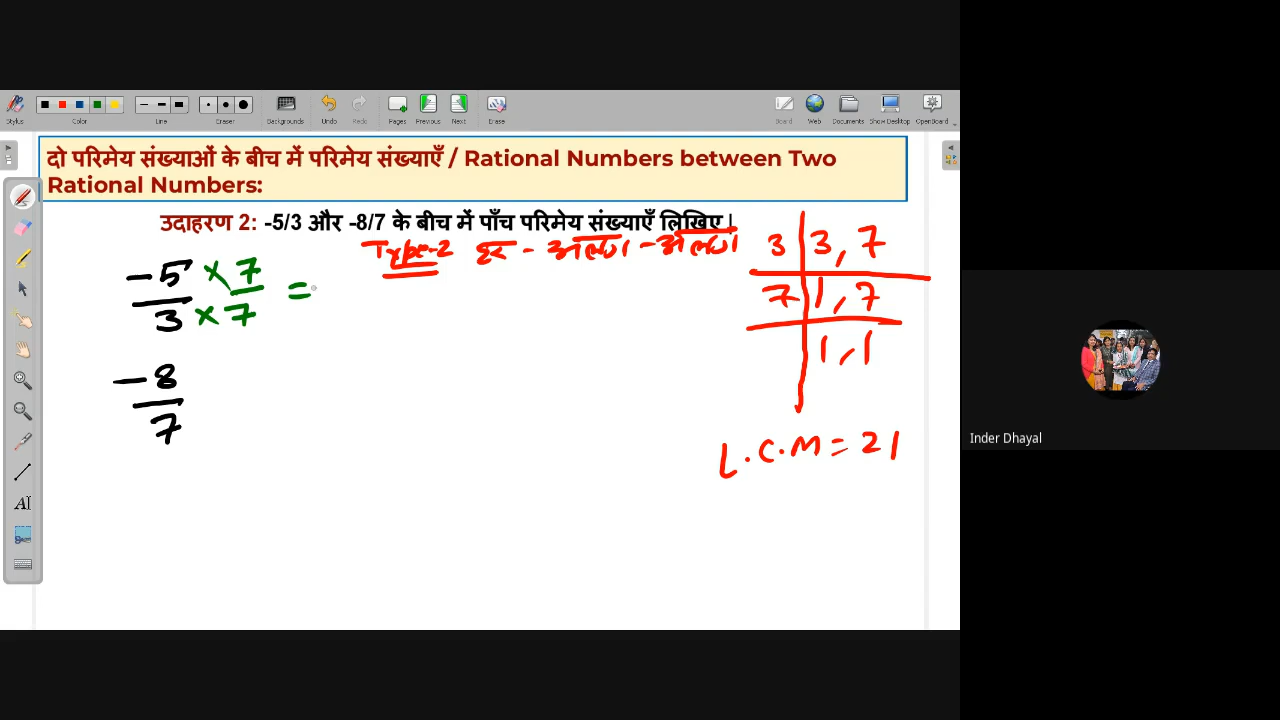 Stylus
Color
Line
Eraser
Backgrounds
Undo
Redo
Pages
Previous
Next
Erase
Board
Web
Documents
Show Desktop
OpenBoard
दो परिमेय संख्याओं के बीच में परिमेय संख्याएँ / Rational Numbers between Two
Rational Numbers:
उदाहरण 2: -5/3 और -8/7 के बीच में पाँच परिमेय संख्याएँ लिखिए |
Type-2 हर - अलग - अलग
-5 × 7 =
3 × 7
-8
7
3 | 3, 7
7 | 1, 7
1, 1
L.C.M = 21
Inder Dhayal